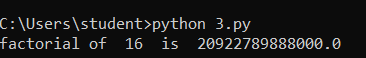 C:\Users\student>python 3.py
factorial of  16  is  20922789888000.0